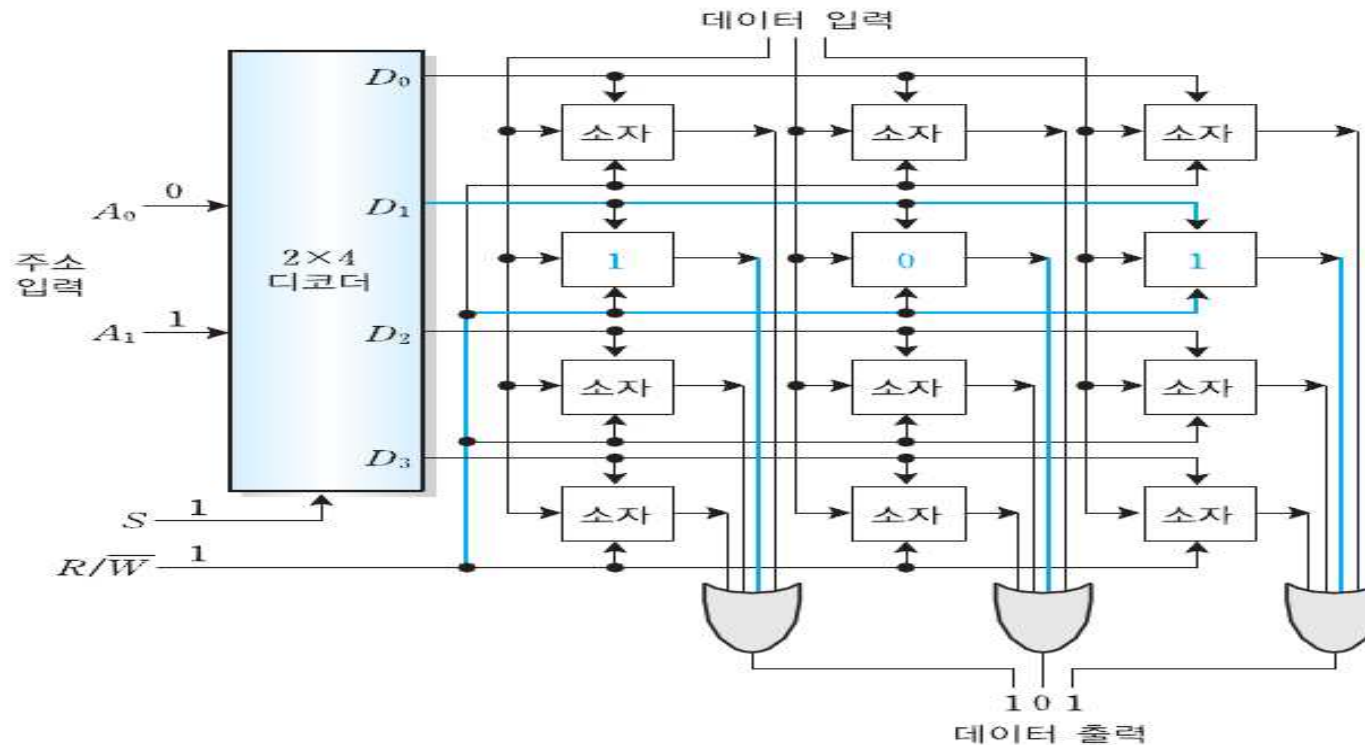 데이터 입력
D₀
소자 소자 소자
A₀ 0
D₁
주소
입력
2×4
디코더
1 0 1
A₁ 1
D₂
소자 소자 소자
D₃
S 1
소자 소자 소자
R/W̅ 1
1 0 1
데이터 출력